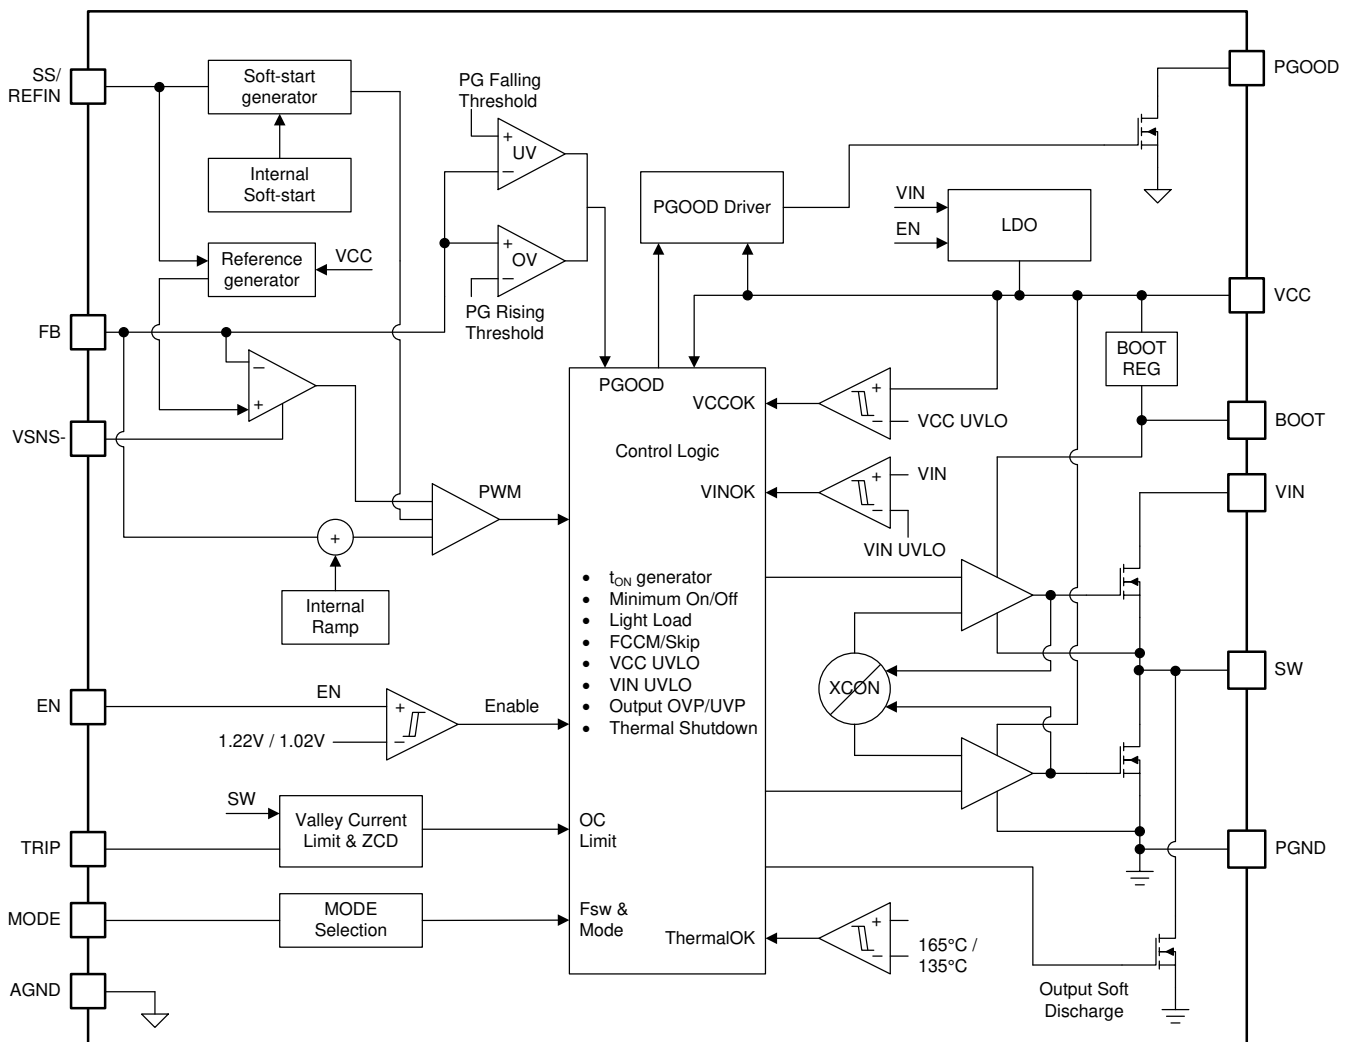 SS/
REFIN
Soft-start
generator
Internal
Soft-start
Reference
generator
VCC
PG Falling
Threshold
+
UV
−
+
OV
−
PG Rising
Threshold
PGOOD Driver
VIN
EN
LDO
PGOOD
VCC
BOOT
REG
BOOT
VIN
SW
PGND
FB
−
+
VSNS-
PWM
+
Internal
Ramp
EN
EN
+
−
1.22V / 1.02V
Enable
SW
Valley Current
Limit & ZCD
TRIP
MODE
MODE
Selection
AGND
PGOOD
VCCOK
Control Logic
VINOK
• tON generator
• Minimum On/Off
• Light Load
• FCCM/Skip
• VCC UVLO
• VIN UVLO
• Output OVP/UVP
• Thermal Shutdown
OC
Limit
Fsw &
Mode
ThermalOK
+
−
VCC UVLO
+
VIN
−
VIN UVLO
XCON
+
−
165°C /
135°C
Output Soft
Discharge